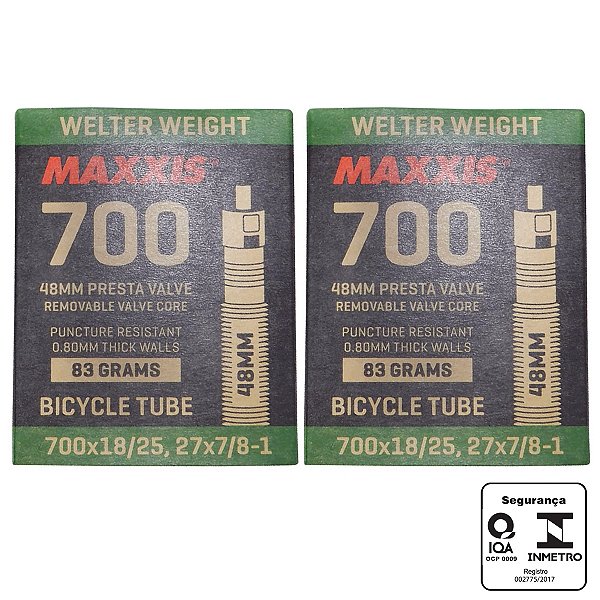 WELTER WEIGHT
MAXXIS
700
48MM PRESTA VALVE
REMOVABLE VALVE CORE
PUNCTURE RESISTANT
0.80MM THICK WALLS
83 GRAMS
48MM
BICYCLE TUBE
700x18/25, 27x7/8-1
WELTER WEIGHT
MAXXIS
700
48MM PRESTA VALVE
REMOVABLE VALVE CORE
PUNCTURE RESISTANT
0.80MM THICK WALLS
83 GRAMS
48MM
BICYCLE TUBE
700x18/25, 27x7/8-1
Segurança
IQA
OCP 0009
INMETRO
Registro
002775/2017